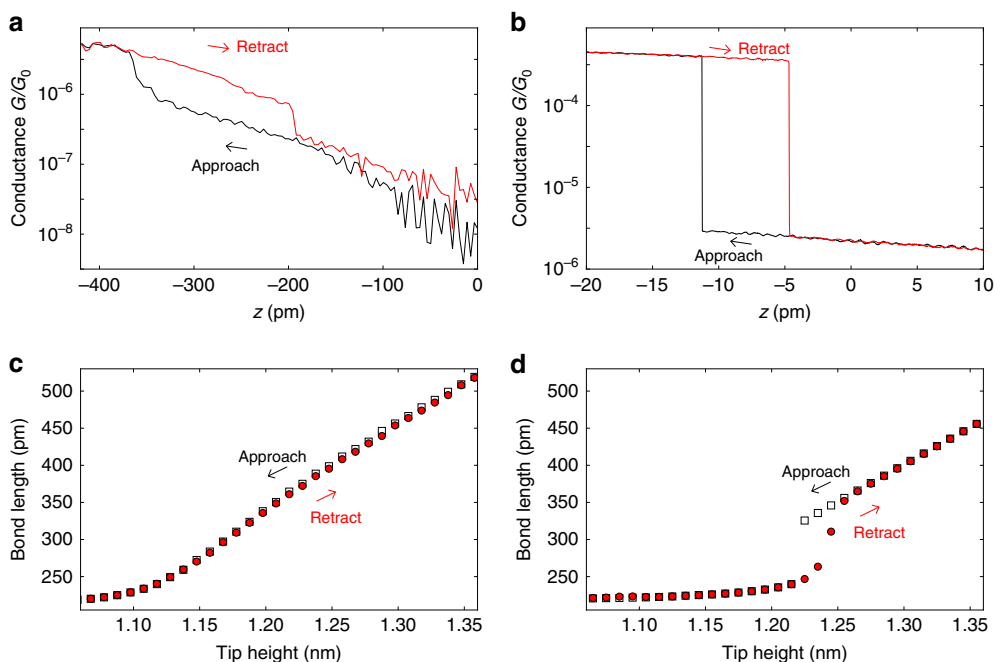 a
Conductance G/G0
10−6
10−7
10−8
Retract
Approach
−400
−300
−200
−100
0
z (pm)
b
Conductance G/G0
10−4
10−5
10−6
Retract
Approach
−20
−15
−10
−5
0
5
10
z (pm)
c
Bond length (pm)
500
450
400
350
300
250
Approach
Retract
1.10
1.15
1.20
1.25
1.30
1.35
Tip height (nm)
d
Bond length (pm)
500
450
400
350
300
250
Approach
Retract
1.10
1.15
1.20
1.25
1.30
1.35
Tip height (nm)